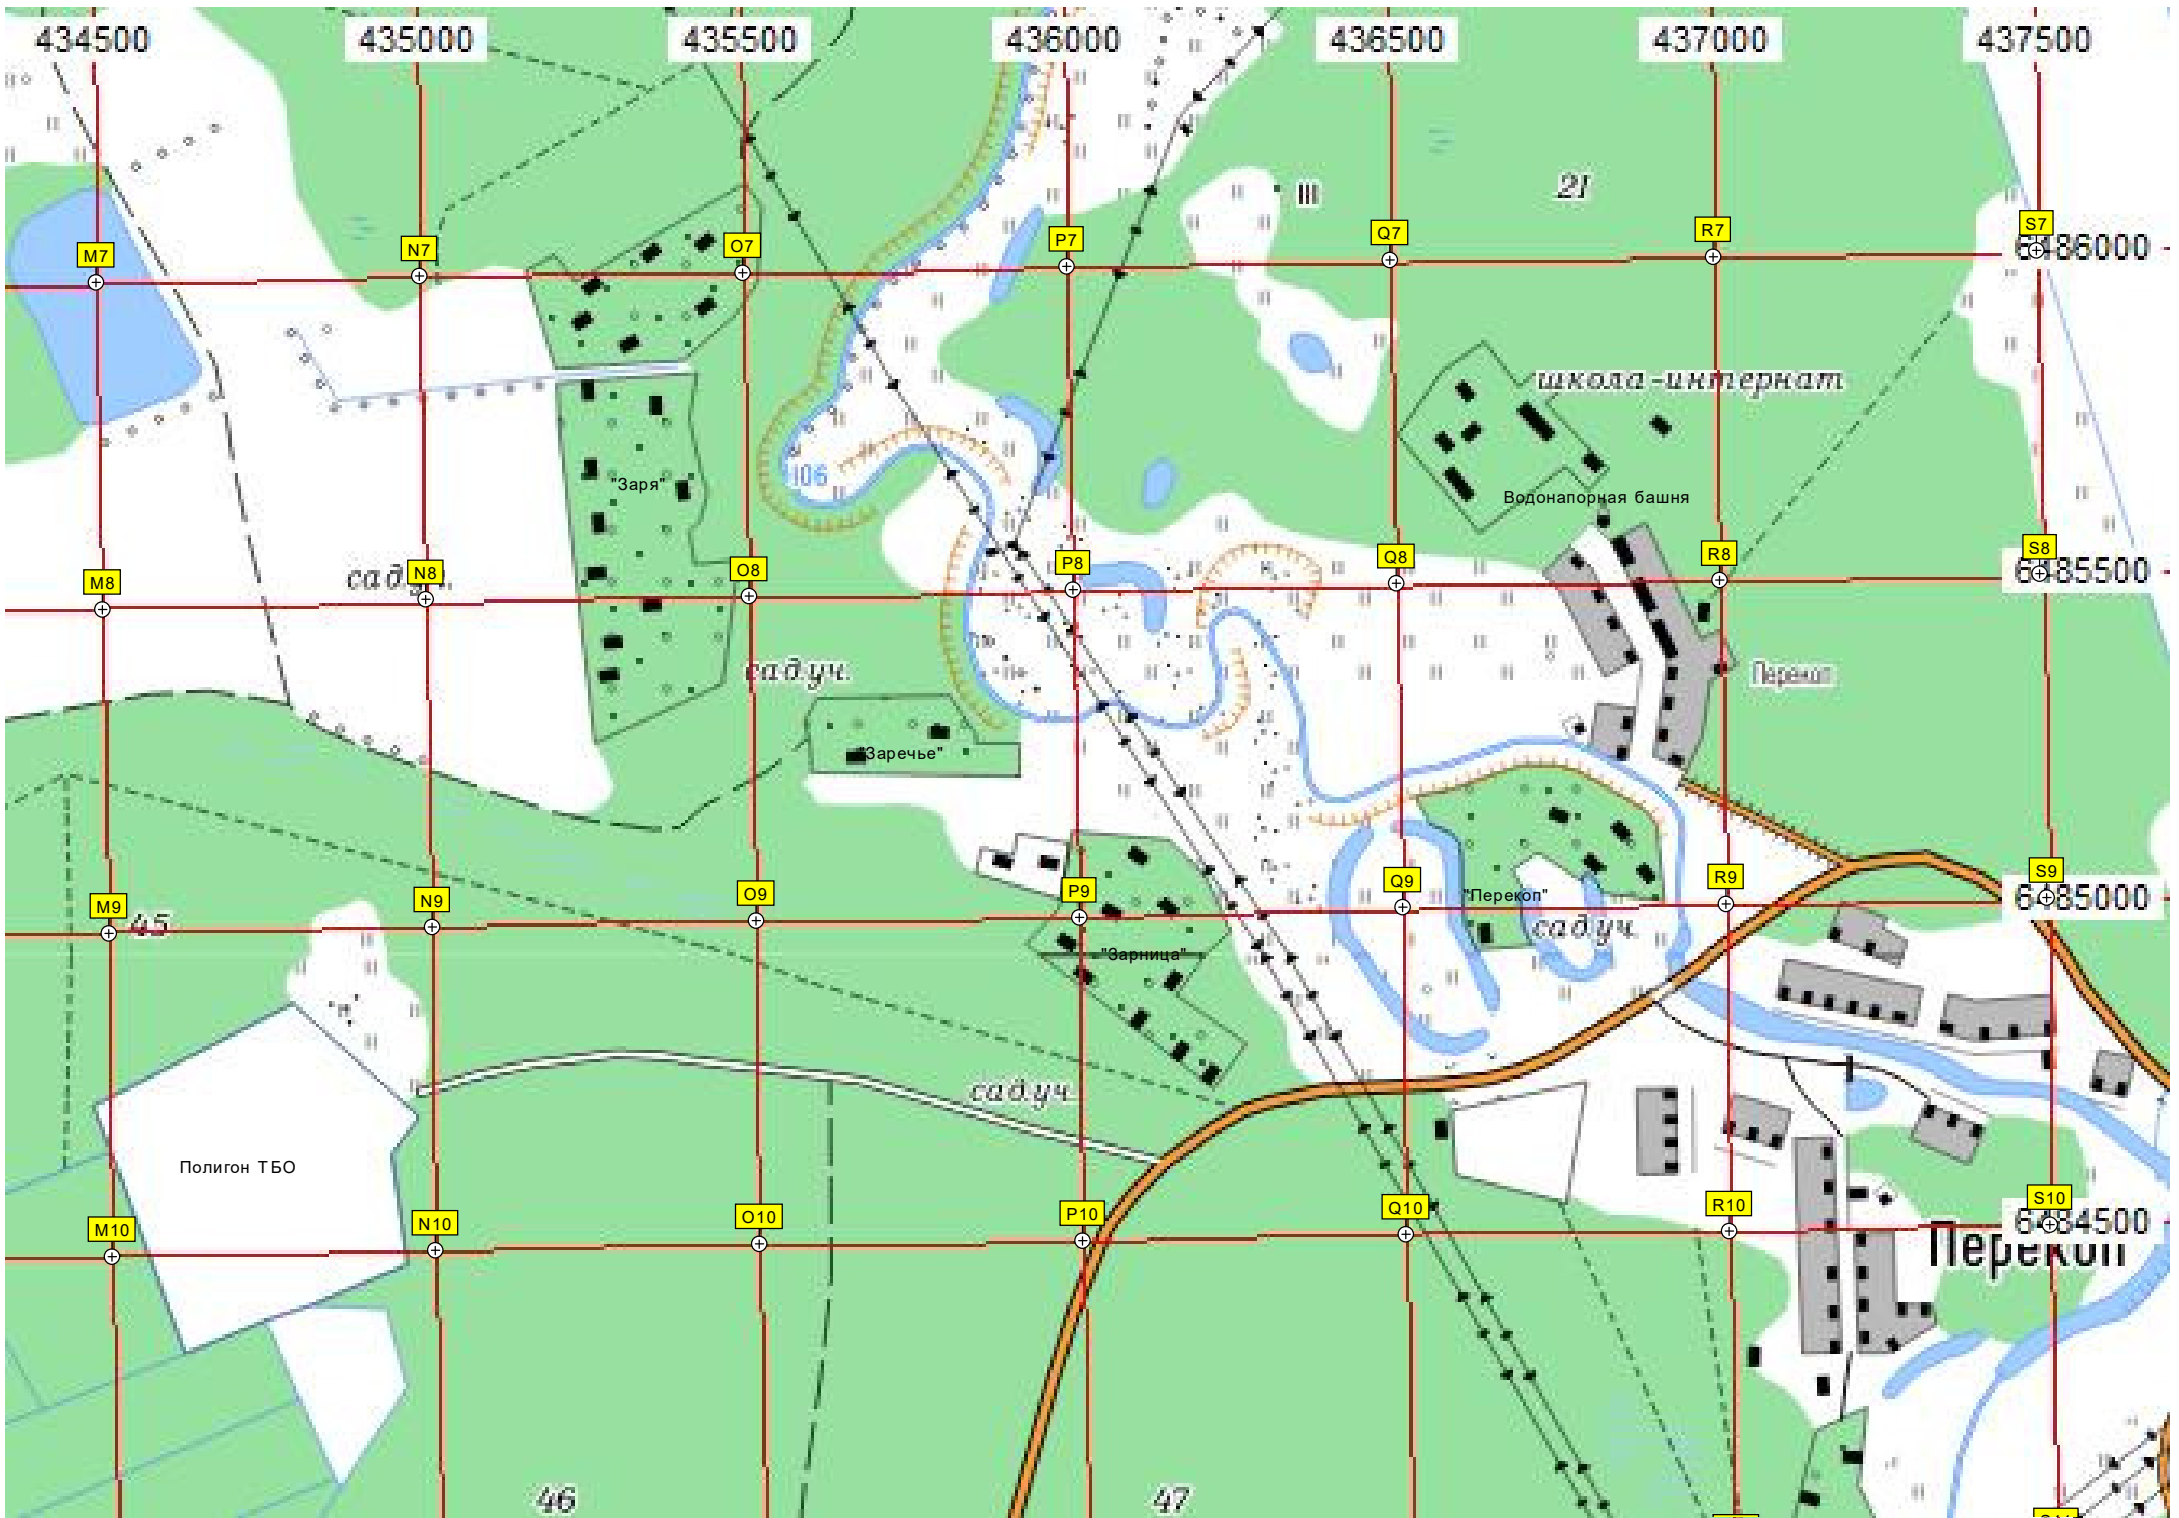 434500 435000 435500 436000 436500 437000 437500
21
M7 N7 O7 P7 Q7 R7 S7 6486000
школа-интернат
106
"Заря"
Водонапорная башня
сад.уч.
M8 N8 O8 P8 Q8 R8 S8 6485500
сад.уч.
Перекоп
"Заречье"
M9 N9 O9 P9 Q9 R9 S9 6485000
45
"Перекоп"
сад.уч.
"Зарница"
сад.уч.
Полигон ТБО
M10 N10 O10 P10 Q10 R10 S10 6484500
Перекоп
46 47